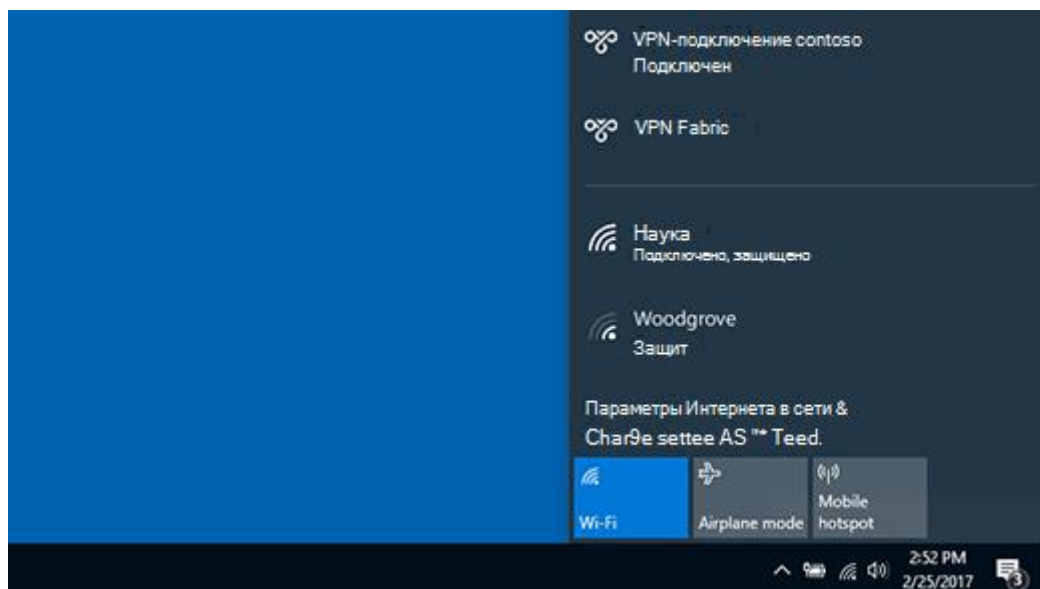 VPN-подключение contoso
Подключен
VPN Fabric
Наука
Подключено, защищено
Woodgrove
Защит
Параметры Интернета в сети &
Char9e settee AS "* Teed.
Wi-Fi
Airplane mode
Mobile
hotspot
2:52 PM
2/25/2017
3